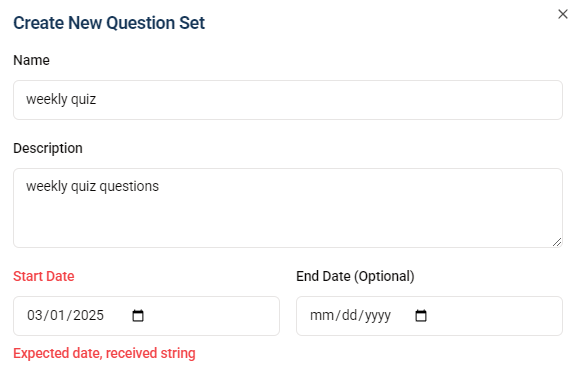 Create New Question Set
Name
weekly quiz
Description
weekly quiz questions
Start Date
End Date (Optional)
03/01/2025
mm/dd/yyyy
Expected date, received string